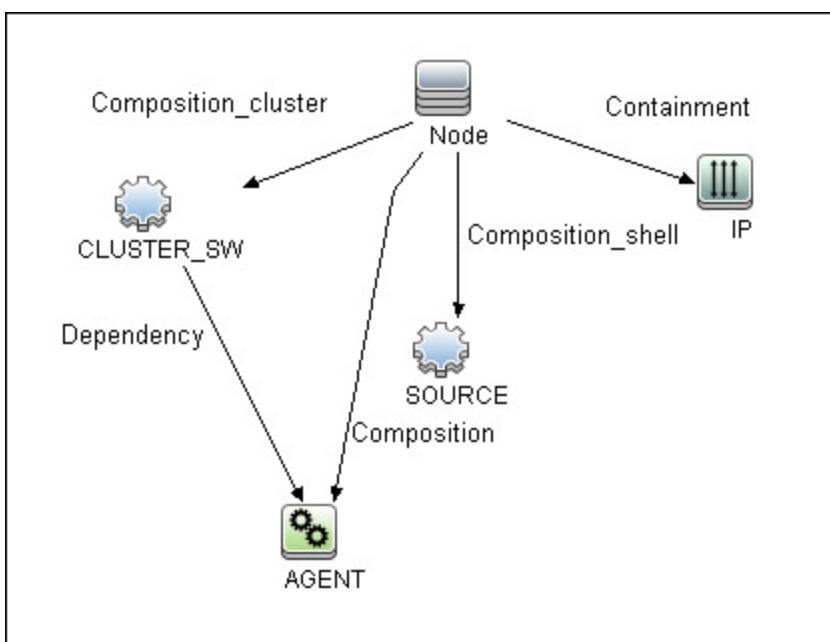 Composition_cluster
Containment
Node
IP
CLUSTER_SW
Composition_shell
Dependency
SOURCE
Composition
AGENT